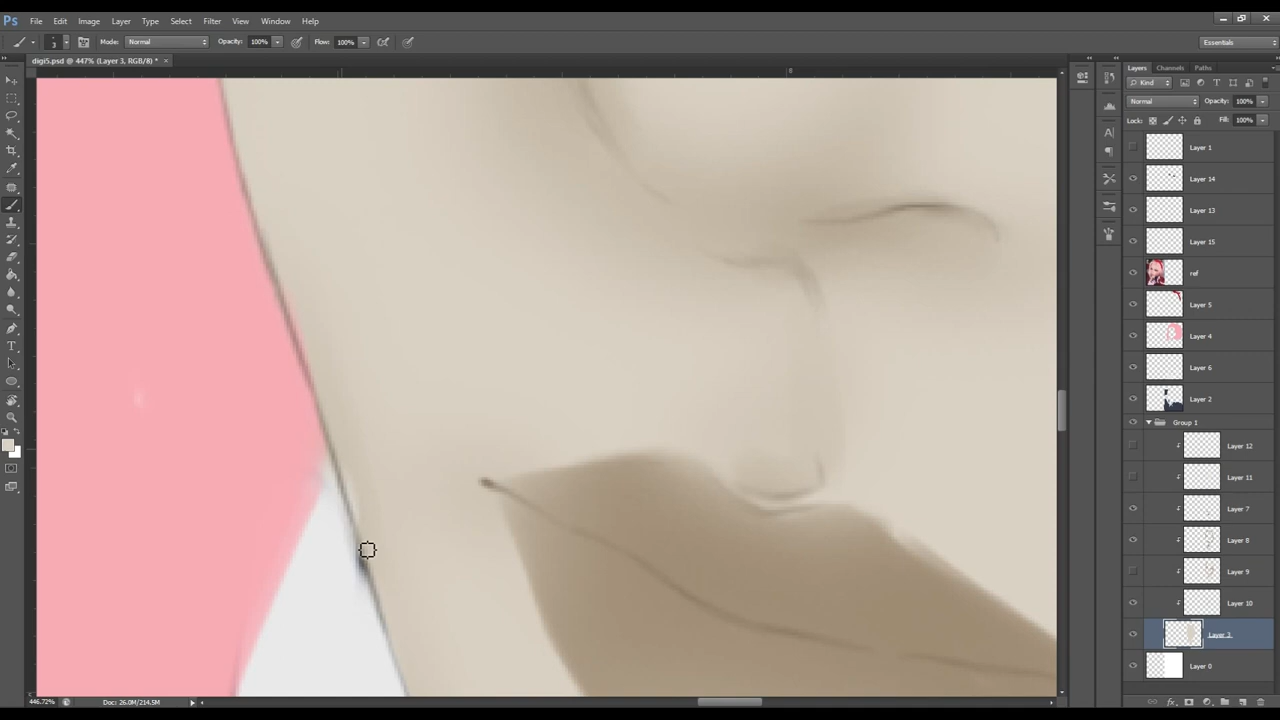 Ps File Edit Image Layer Type Select Filter View Window Help
3 Mode: Normal Opacity: 100% Flow: 100% Essentials
digi5.psd @ 447% (Layer 3, RGB/8) * ×
8
Layers Channels Paths
Kind
Normal Opacity: 100%
Lock: Fill: 100%
Layer 1
Layer 14
Layer 13
Layer 15
ref
Layer 5
Layer 4
Layer 6
Layer 2
Group 1
Layer 12
Layer 11
Layer 7
Layer 8
Layer 9
Layer 10
Layer 3
Layer 0
446.72% Doc: 26.0M/214.5M